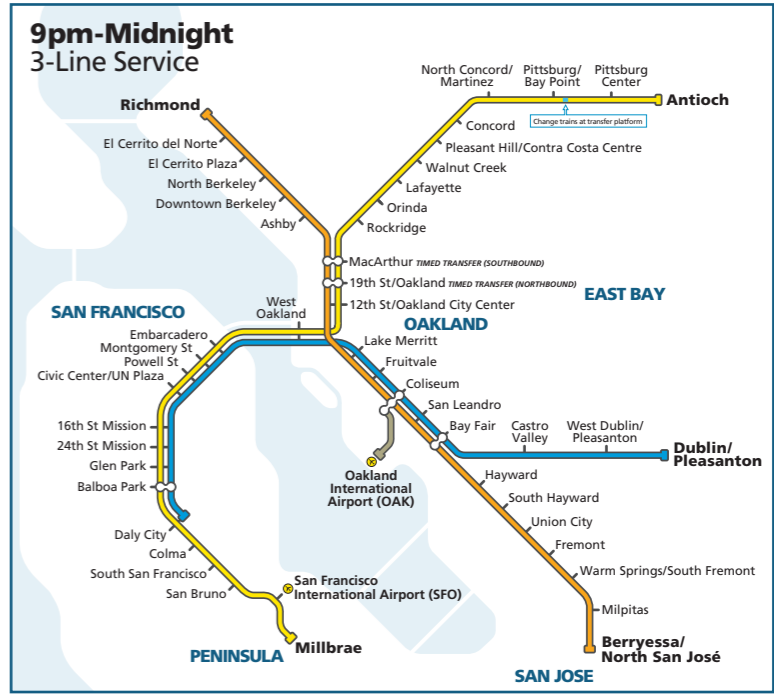 9pm-Midnight
3-Line Service
North Concord/
Martinez
Pittsburg/
Bay Point
Pittsburg
Center
Antioch
Change trains at transfer platform
Richmond
El Cerrito del Norte
El Cerrito Plaza
North Berkeley
Downtown Berkeley
Ashby
Concord
Pleasant Hill/Contra Costa Centre
Walnut Creek
Lafayette
Orinda
Rockridge
MacArthur TIMED TRANSFER (SOUTHBOUND)
19th St/Oakland TIMED TRANSFER (NORTHBOUND)
12th St/Oakland City Center
EAST BAY
SAN FRANCISCO
West
Oakland
OAKLAND
Embarcadero
Montgomery St
Powell St
Civic Center/UN Plaza
16th St Mission
24th St Mission
Glen Park
Balboa Park
Daly City
Colma
South San Francisco
San Bruno
Lake Merritt
Fruitvale
Coliseum
San Leandro
Bay Fair
Castro
Valley
West Dublin/
Pleasanton
Dublin/
Pleasanton
Oakland
International
Airport (OAK)
Hayward
South Hayward
Union City
Fremont
Warm Springs/South Fremont
Milpitas
Berryessa/
North San José
San Francisco
International Airport (SFO)
Millbrae
PENINSULA
SAN JOSE